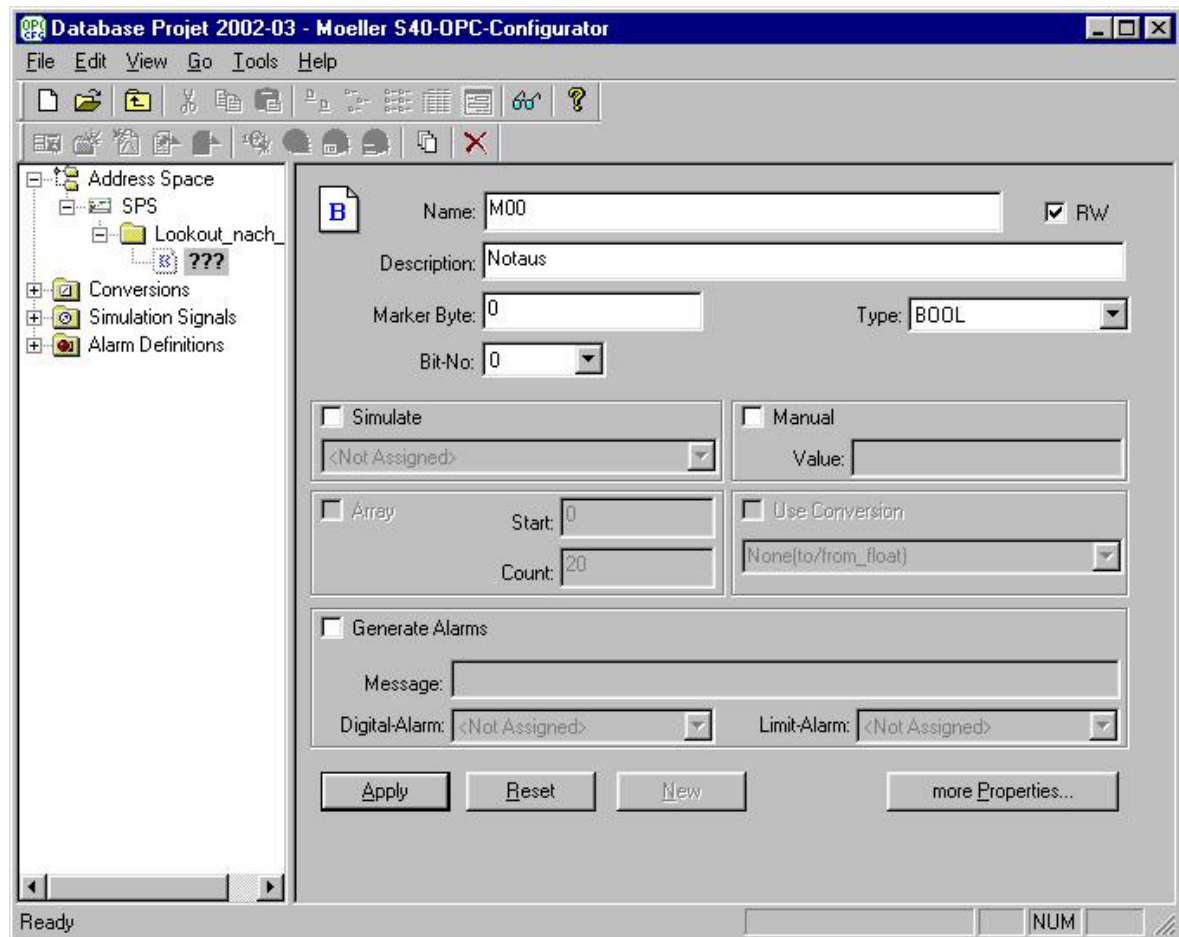 OPC CFG Database Projet 2002-03 - Moeller S40-OPC-Configurator
File Edit View Go Tools Help
Address Space
SPS
Lookout_nach_
???
Conversions
Simulation Signals
Alarm Definitions
B
Name: M00
RW
Description: Notaus
Marker Byte: 0
Type: BOOL
Bit-No: 0
Simulate
<Not Assigned>
Manual
Value:
Array
Start: 0
Count: 20
Use Conversion
None(to/from_float)
Generate Alarms
Message:
Digital-Alarm: <Not Assigned> Limit-Alarm: <Not Assigned>
Apply Reset New more Properties...
Ready NUM